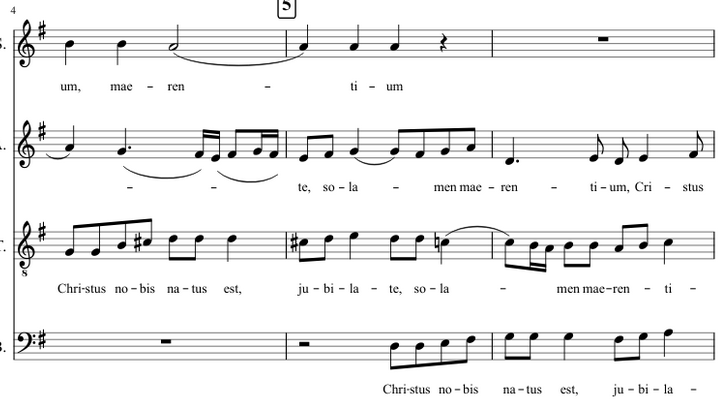 4
5
S.
um, mae – ren – ti – um
– – te, so – la – men mae – ren – ti – um, Cri – stus
T.
8
Chri-stus no – bis na – tus est, ju – bi – la – te, so – la – men mae – ren – ti –
Chri-stus no – bis na – tus est, ju – bi – la –